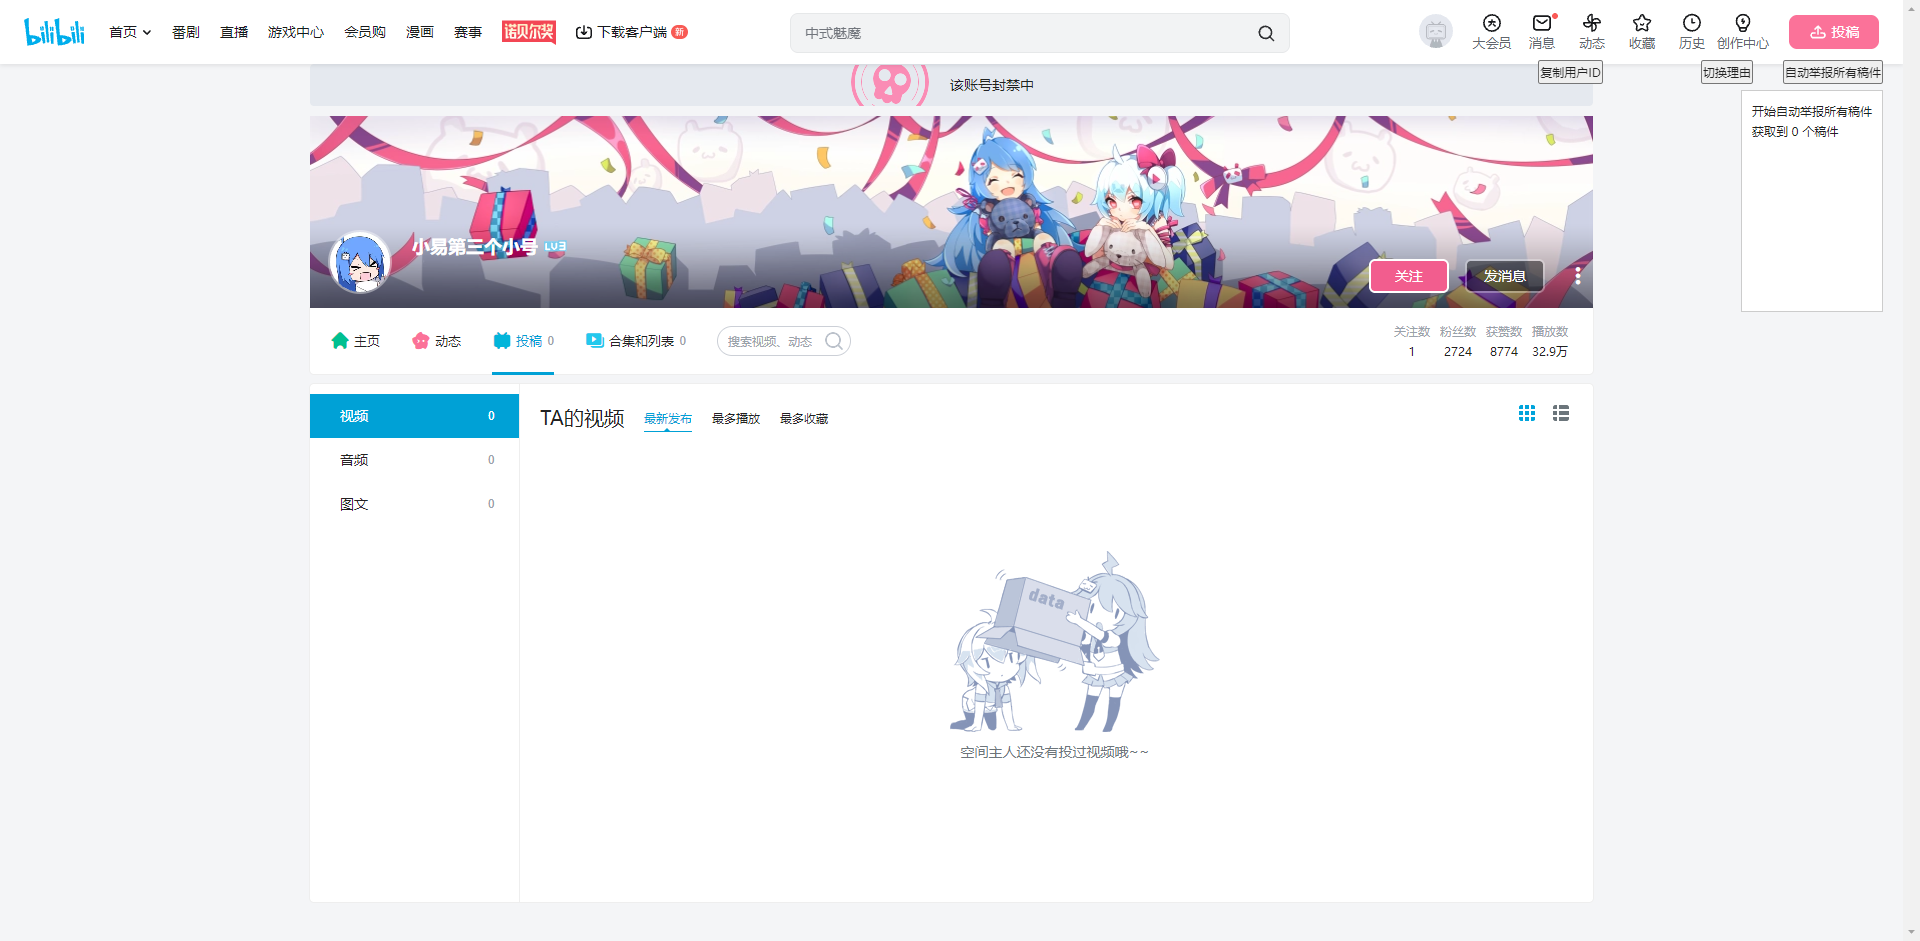 bilibili
首页
番剧
直播
游戏中心
会员购
漫画
赛事
诺贝尔奖
下载客户端
新
中式魅魔
大会员
消息
动态
收藏
历史
创作中心
投稿
复制用户ID
切换理由
自动举报所有稿件
该账号封禁中
开始自动举报所有稿件
获取到 0 个稿件
小易第三个小号 LV3
关注
发消息
主页
动态
投稿 0
合集和列表 0
搜索视频、动态
关注数 粉丝数 获赞数 播放数
1 2724 8774 32.9万
视频 0
音频 0
图文 0
TA的视频
最新发布
最多播放
最多收藏
data
空间主人还没有投过视频哦~~